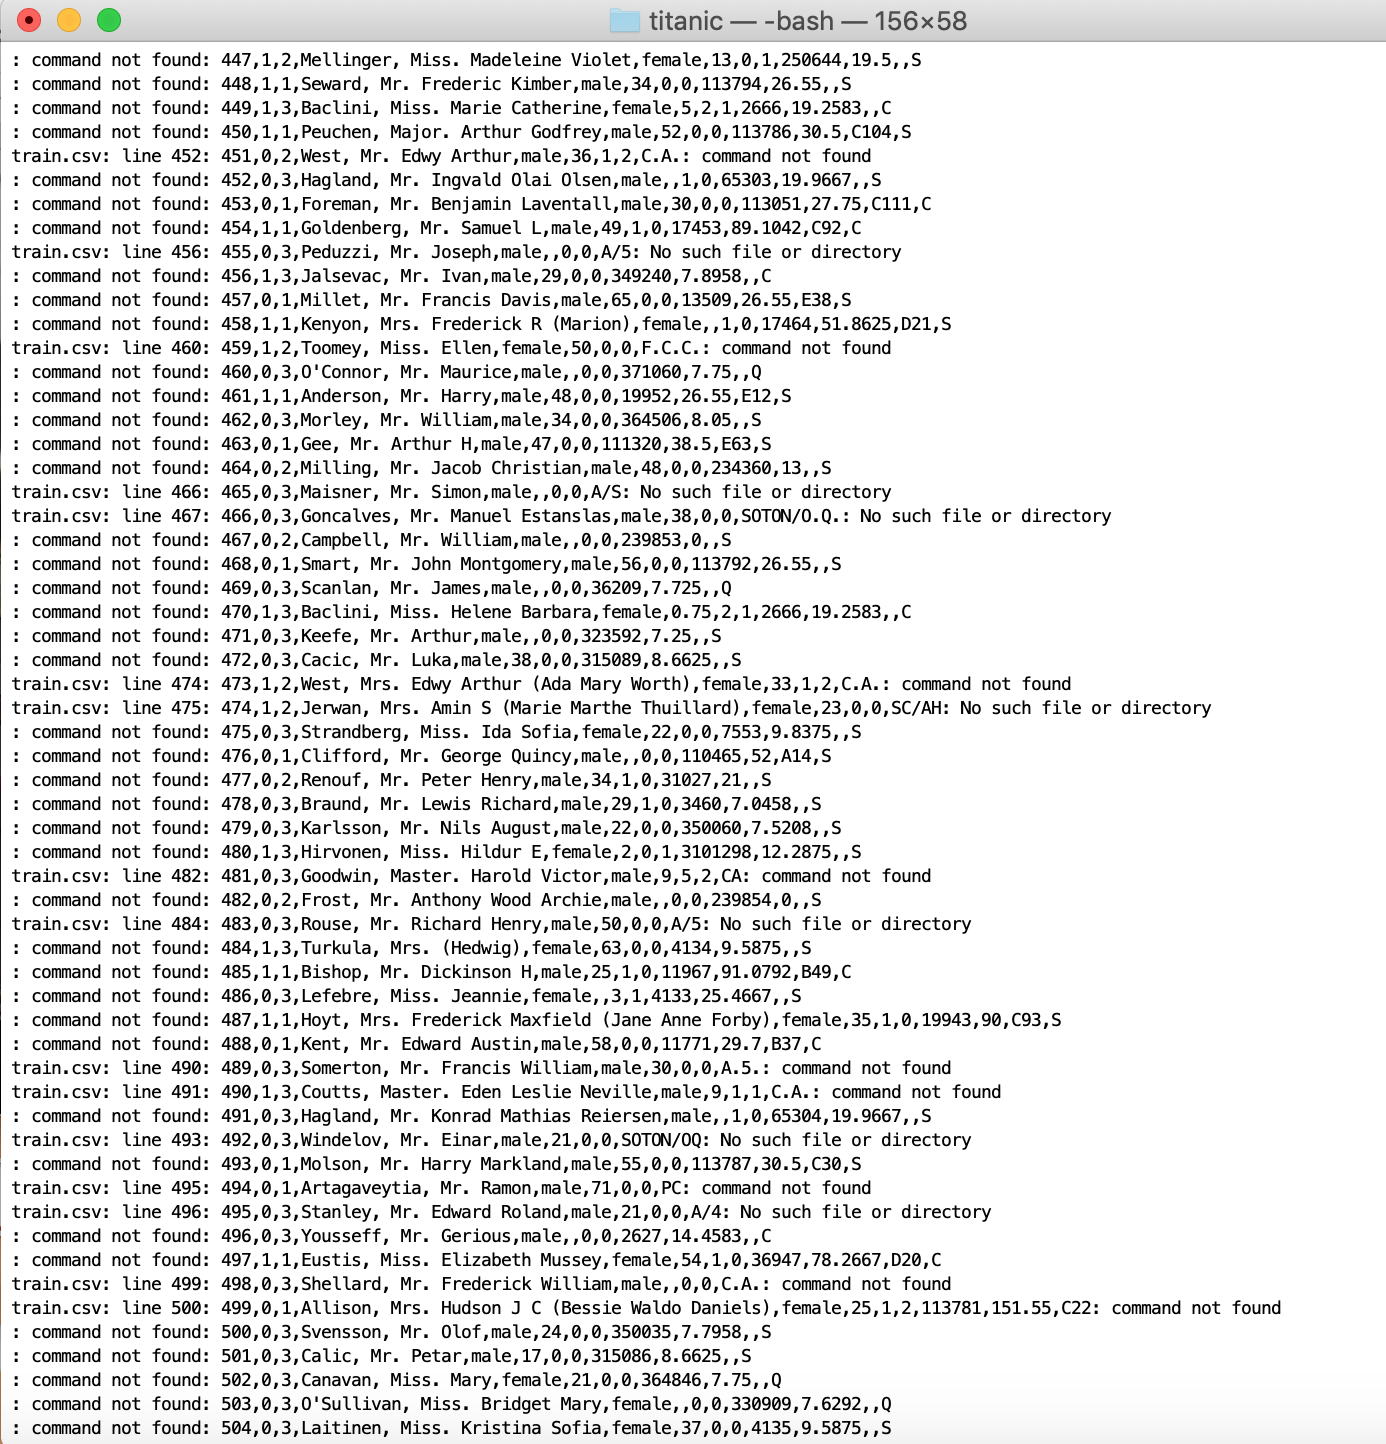 titanic — -bash — 156×58
: command not found: 447,1,2,Mellinger, Miss. Madeleine Violet,female,13,0,1,250644,19.5,,S
: command not found: 448,1,1,Seward, Mr. Frederic Kimber,male,34,0,0,113794,26.55,,S
: command not found: 449,1,3,Baclini, Miss. Marie Catherine,female,5,2,1,2666,19.2583,,C
: command not found: 450,1,1,Peuchen, Major. Arthur Godfrey,male,52,0,0,113786,30.5,C104,S
train.csv: line 452: 451,0,2,West, Mr. Edwy Arthur,male,36,1,2,C.A.: command not found
: command not found: 452,0,3,Hagland, Mr. Ingvald Olai Olsen,male,,1,0,65303,19.9667,,S
: command not found: 453,0,1,Foreman, Mr. Benjamin Laventall,male,30,0,0,113051,27.75,C111,C
: command not found: 454,1,1,Goldenberg, Mr. Samuel L,male,49,1,0,17453,89.1042,C92,C
train.csv: line 456: 455,0,3,Peduzzi, Mr. Joseph,male,,0,0,A/5: No such file or directory
: command not found: 456,1,3,Jalsevac, Mr. Ivan,male,29,0,0,349240,7.8958,,C
: command not found: 457,0,1,Millet, Mr. Francis Davis,male,65,0,0,13509,26.55,E38,S
: command not found: 458,1,1,Kenyon, Mrs. Frederick R (Marion),female,,1,0,17464,51.8625,D21,S
train.csv: line 460: 459,1,2,Toomey, Miss. Ellen,female,50,0,0,F.C.C.: command not found
: command not found: 460,0,3,O'Connor, Mr. Maurice,male,,0,0,371060,7.75,,Q
: command not found: 461,1,1,Anderson, Mr. Harry,male,48,0,0,19952,26.55,E12,S
: command not found: 462,0,3,Morley, Mr. William,male,34,0,0,364506,8.05,,S
: command not found: 463,0,1,Gee, Mr. Arthur H,male,47,0,0,111320,38.5,E63,S
: command not found: 464,0,2,Milling, Mr. Jacob Christian,male,48,0,0,234360,13,,S
train.csv: line 466: 465,0,3,Maisner, Mr. Simon,male,,0,0,A/S: No such file or directory
train.csv: line 467: 466,0,3,Goncalves, Mr. Manuel Estanslas,male,38,0,0,SOTON/O.Q.: No such file or directory
: command not found: 467,0,2,Campbell, Mr. William,male,,0,0,239853,0,,S
: command not found: 468,0,1,Smart, Mr. John Montgomery,male,56,0,0,113792,26.55,,S
: command not found: 469,0,3,Scanlan, Mr. James,male,,0,0,36209,7.725,,Q
: command not found: 470,1,3,Baclini, Miss. Helene Barbara,female,0.75,2,1,2666,19.2583,,C
: command not found: 471,0,3,Keefe, Mr. Arthur,male,,0,0,323592,7.25,,S
: command not found: 472,0,3,Cacic, Mr. Luka,male,38,0,0,315089,8.6625,,S
train.csv: line 474: 473,1,2,West, Mrs. Edwy Arthur (Ada Mary Worth),female,33,1,2,C.A.: command not found
train.csv: line 475: 474,1,2,Jerwan, Mrs. Amin S (Marie Marthe Thuillard),female,23,0,0,SC/AH: No such file or directory
: command not found: 475,0,3,Strandberg, Miss. Ida Sofia,female,22,0,0,7553,9.8375,,S
: command not found: 476,0,1,Clifford, Mr. George Quincy,male,,0,0,110465,52,A14,S
: command not found: 477,0,2,Renouf, Mr. Peter Henry,male,34,1,0,31027,21,,S
: command not found: 478,0,3,Braund, Mr. Lewis Richard,male,29,1,0,3460,7.0458,,S
: command not found: 479,0,3,Karlsson, Mr. Nils August,male,22,0,0,350060,7.5208,,S
: command not found: 480,1,3,Hirvonen, Miss. Hildur E,female,2,0,1,3101298,12.2875,,S
train.csv: line 482: 481,0,3,Goodwin, Master. Harold Victor,male,9,5,2,CA: command not found
: command not found: 482,0,2,Frost, Mr. Anthony Wood Archie,male,,0,0,239854,0,,S
train.csv: line 484: 483,0,3,Rouse, Mr. Richard Henry,male,50,0,0,A/5: No such file or directory
: command not found: 484,1,3,Turkula, Mrs. (Hedwig),female,63,0,0,4134,9.5875,,S
: command not found: 485,1,1,Bishop, Mr. Dickinson H,male,25,1,0,11967,91.0792,B49,C
: command not found: 486,0,3,Lefebre, Miss. Jeannie,female,,3,1,4133,25.4667,,S
: command not found: 487,1,1,Hoyt, Mrs. Frederick Maxfield (Jane Anne Forby),female,35,1,0,19943,90,C93,S
: command not found: 488,0,1,Kent, Mr. Edward Austin,male,58,0,0,11771,29.7,B37,C
train.csv: line 490: 489,0,3,Somerton, Mr. Francis William,male,30,0,0,A.5.: command not found
train.csv: line 491: 490,1,3,Coutts, Master. Eden Leslie Neville,male,9,1,1,C.A.: command not found
: command not found: 491,0,3,Hagland, Mr. Konrad Mathias Reiersen,male,,1,0,65304,19.9667,,S
train.csv: line 493: 492,0,3,Windelov, Mr. Einar,male,21,0,0,SOTON/OQ: No such file or directory
: command not found: 493,0,1,Molson, Mr. Harry Markland,male,55,0,0,113787,30.5,C30,S
train.csv: line 495: 494,0,1,Artagaveytia, Mr. Ramon,male,71,0,0,PC: command not found
train.csv: line 496: 495,0,3,Stanley, Mr. Edward Roland,male,21,0,0,A/4: No such file or directory
: command not found: 496,0,3,Yousseff, Mr. Gerious,male,,0,0,2627,14.4583,,C
: command not found: 497,1,1,Eustis, Miss. Elizabeth Mussey,female,54,1,0,36947,78.2667,D20,C
train.csv: line 499: 498,0,3,Shellard, Mr. Frederick William,male,,0,0,C.A.: command not found
train.csv: line 500: 499,0,1,Allison, Mrs. Hudson J C (Bessie Waldo Daniels),female,25,1,2,113781,151.55,C22: command not found
: command not found: 500,0,3,Svensson, Mr. Olof,male,24,0,0,350035,7.7958,,S
: command not found: 501,0,3,Calic, Mr. Petar,male,17,0,0,315086,8.6625,,S
: command not found: 502,0,3,Canavan, Miss. Mary,female,21,0,0,364846,7.75,,Q
: command not found: 503,0,3,O'Sullivan, Miss. Bridget Mary,female,,0,0,330909,7.6292,,Q
: command not found: 504,0,3,Laitinen, Miss. Kristina Sofia,female,37,0,0,4135,9.5875,,S